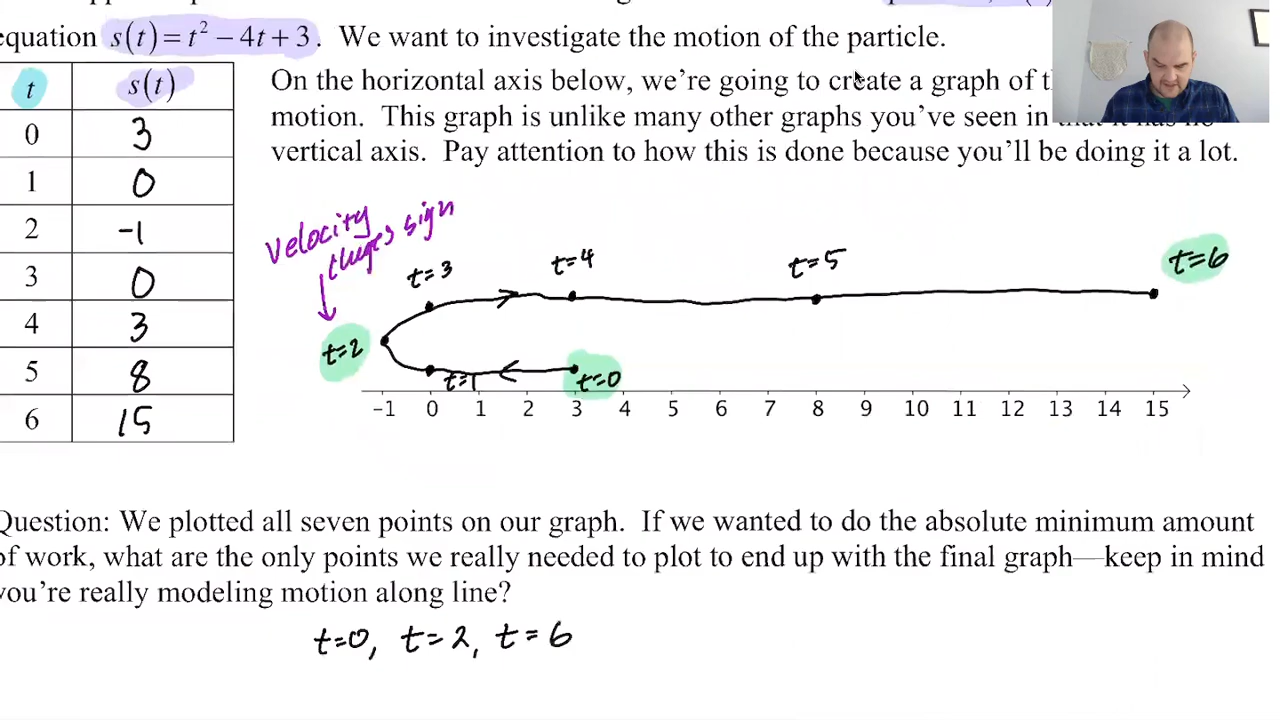 equation s(t) = t² − 4t + 3. We want to investigate the motion of the particle.
t s(t)
0 3
1 0
2 -1
3 0
4 3
5 8
6 15
On the horizontal axis below, we're going to create a graph of
motion. This graph is unlike many other graphs you've seen in that it has no
vertical axis. Pay attention to how this is done because you'll be doing it a lot.
velocity
changes sign
t=3 t=4 t=5 t=6
t=2
t=1 t=0
−1 0 1 2 3 4 5 6 7 8 9 10 11 12 13 14 15
Question: We plotted all seven points on our graph. If we wanted to do the absolute minimum amount
of work, what are the only points we really needed to plot to end up with the final graph—keep in mind
you're really modeling motion along line?
t=0, t=2, t=6